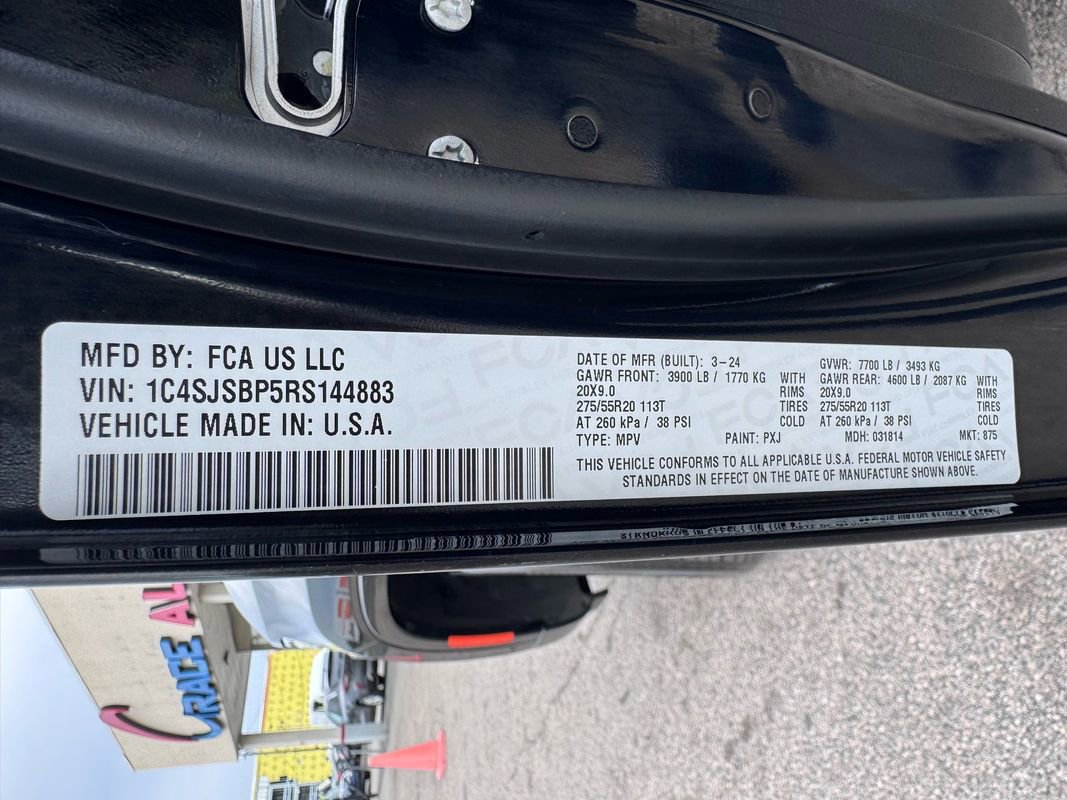 MFD BY: FCA US LLC
VIN: 1C4SJSBP5RS144883
VEHICLE MADE IN: U.S.A.
DATE OF MFR (BUILT): 3-24
GAWR FRONT: 3900 LB / 1770 KG WITH
20X9.0 RIMS
275/55R20 113T TIRES
AT 260 kPa / 38 PSI COLD
GVWR: 7700 LB / 3493 KG
GAWR REAR: 4600 LB / 2087 KG WITH
20X9.0 RIMS
275/55R20 113T TIRES
AT 260 kPa / 38 PSI COLD
TYPE: MPV PAINT: PXJ MDH: 031814 MKT: 875
THIS VEHICLE CONFORMS TO ALL APPLICABLE U.S.A. FEDERAL MOTOR VEHICLE SAFETY
STANDARDS IN EFFECT ON THE DATE OF MANUFACTURE SHOWN ABOVE.
GRACE